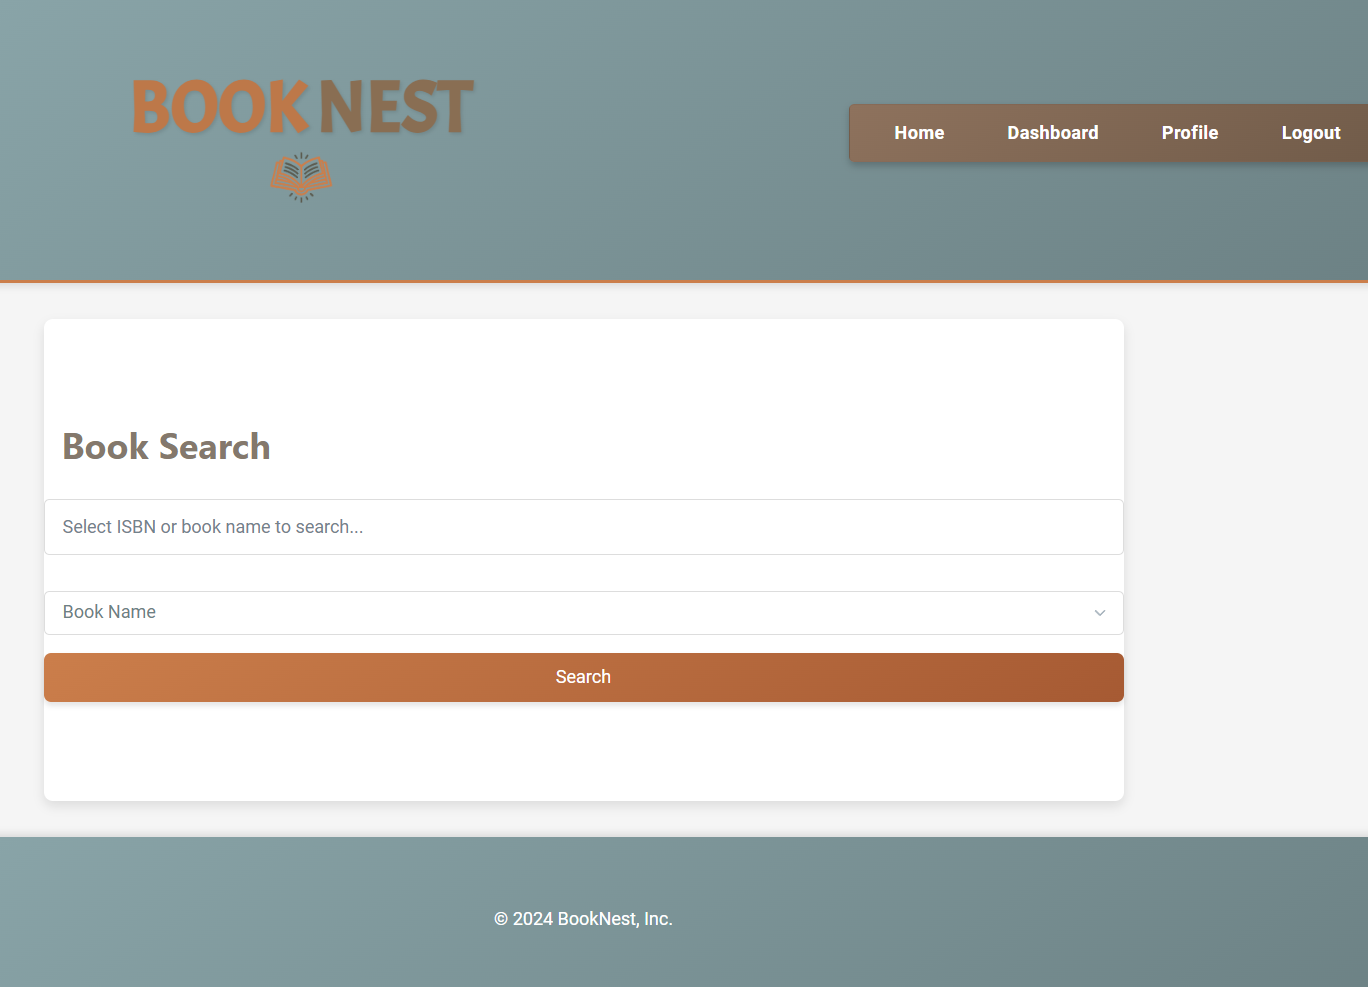 BOOK NEST
Home Dashboard Profile Logout
Book Search
Select ISBN or book name to search...
Book Name
Search
© 2024 BookNest, Inc.